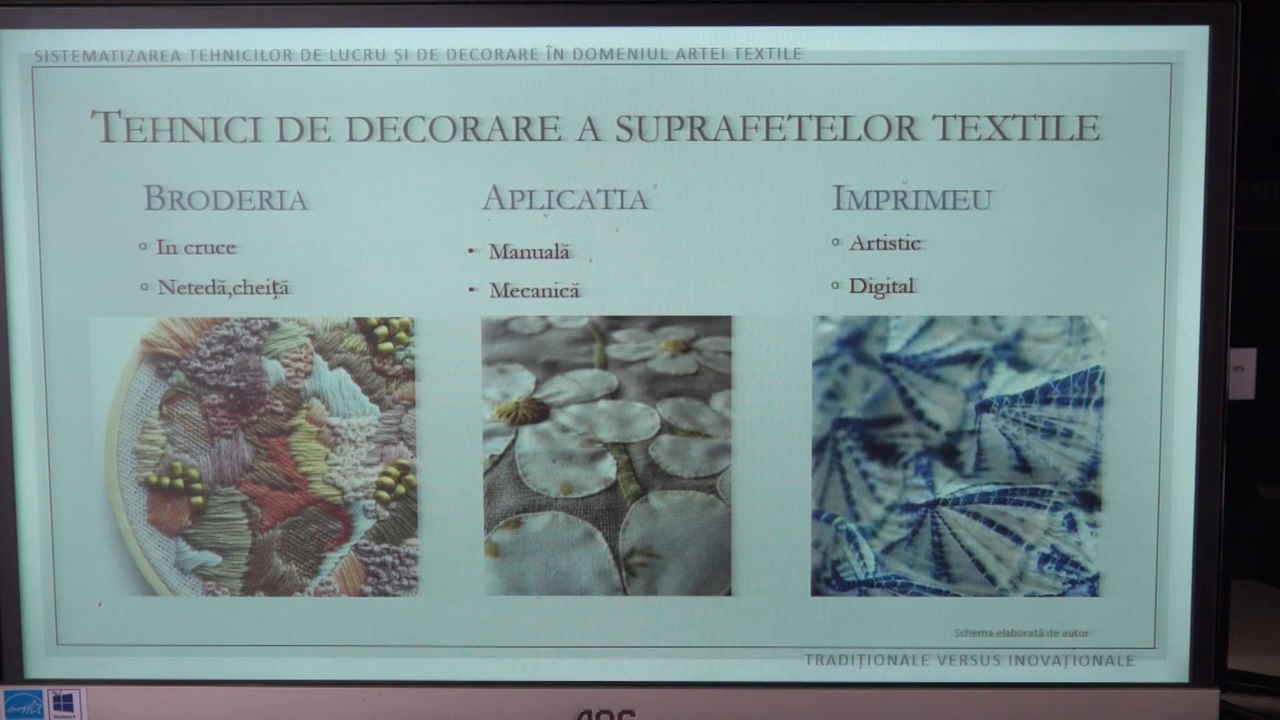 SISTEMATIZAREA TEHNICILOR DE LUCRU ȘI DE DECORARE ÎN DOMENIUL ARTEI TEXTILE
TEHNICI DE DECORARE A SUPRAFETELOR TEXTILE
BRODERIA
In cruce
Netedă,cheiță
APLICATIA
Manuală
Mecanică
IMPRIMEU
Artistic
Digital
Schema elaborată de autor
TRADIȚIONALE VERSUS INOVAȚIONALE
AOC